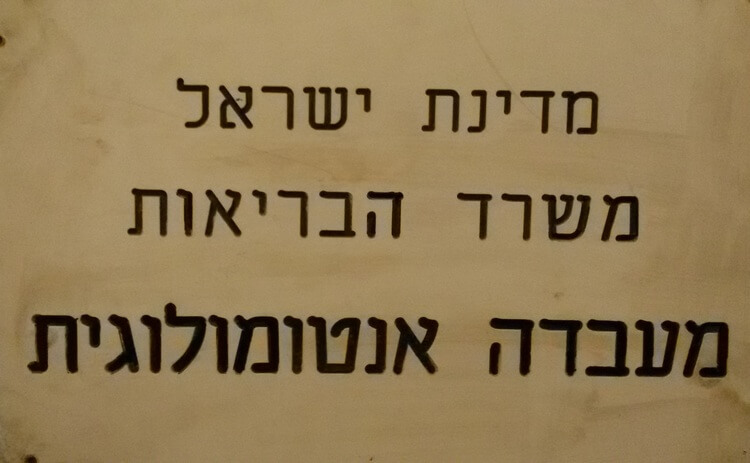 מדינת ישראל
משרד הבריאות
מעבדה אנטומולוגית